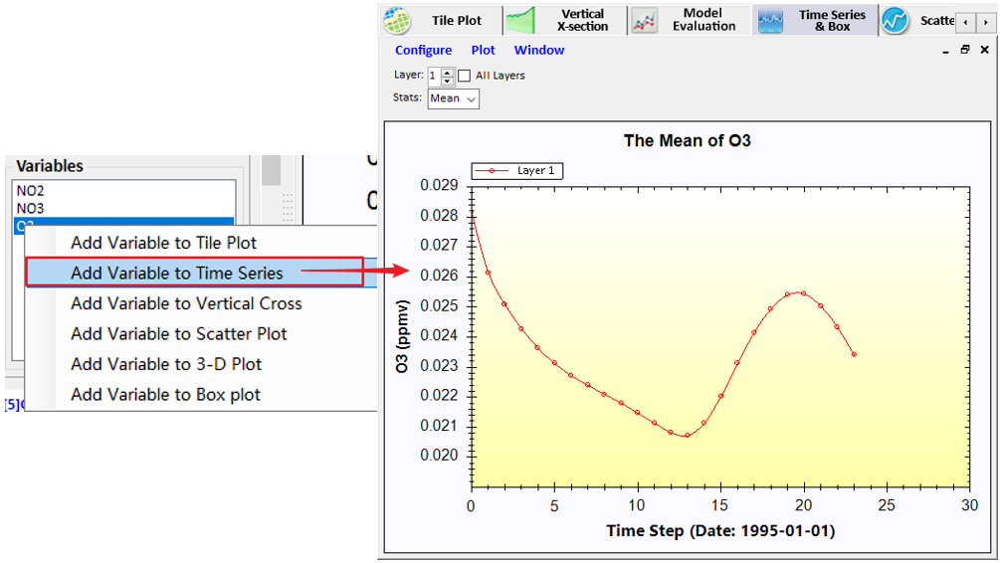 Tile Plot
Vertical
X-section
Model
Evaluation
Time Series
& Box
Scatte
Configure Plot Window
Layer: 1 All Layers
Stats: Mean
Variables
NO2
NO3
Add Variable to Tile Plot
Add Variable to Time Series
Add Variable to Vertical Cross
Add Variable to Scatter Plot
Add Variable to 3-D Plot
Add Variable to Box plot
[5]
The Mean of O3
Layer 1
O3 (ppmv)
0.029
0.028
0.027
0.026
0.025
0.024
0.023
0.022
0.021
0.020
0 5 10 15 20 25 30
Time Step (Date: 1995-01-01)